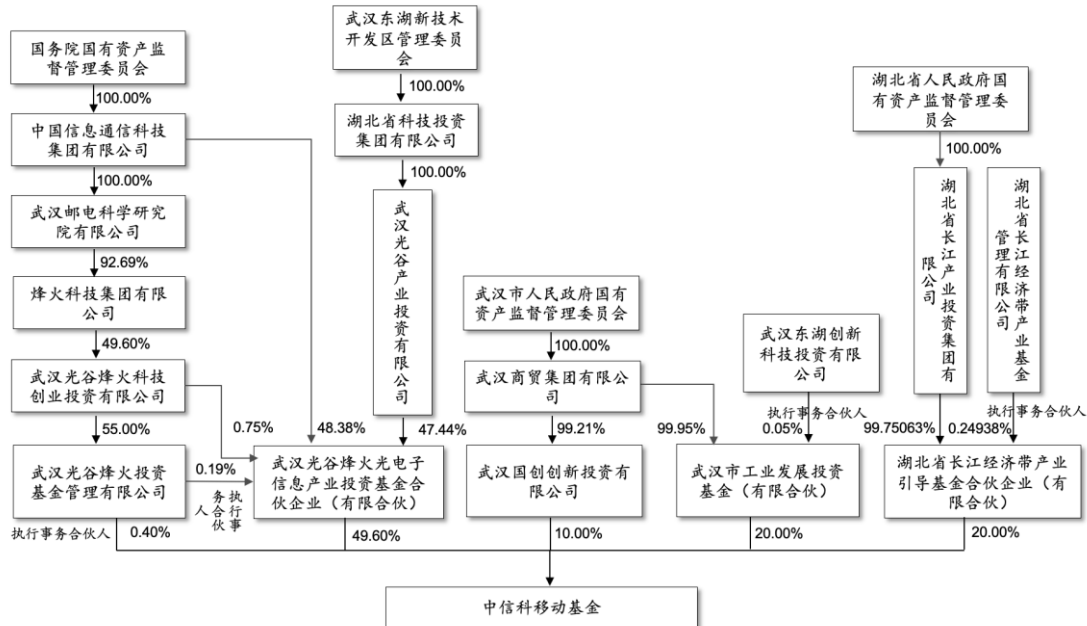 国务院国有资产监
督管理委员会
100.00%
中国信息通信科技
集团有限公司
100.00%
武汉邮电科学研究
院有限公司
92.69%
烽火科技集团有限
公司
49.60%
武汉光谷烽火科技
创业投资有限公司
55.00%
武汉光谷烽火投资
基金管理有限公司
执行事务合伙人
0.40%
武汉东湖新技术
开发区管理委员
会
100.00%
湖北省科技投资
集团有限公司
100.00%
武汉光谷产业投资有限公司
0.75%
48.38%
47.44%
0.19%
执行事
务合伙
人
武汉光谷烽火光电子
信息产业投资基金合
伙企业（有限合伙）
49.60%
武汉市人民政府国有
资产监督管理委员会
100.00%
武汉商贸集团有限公
司
99.21%
99.95%
武汉国创创新投资有
限公司
10.00%
武汉东湖创新
科技投资有限
公司
执行事务合伙人
0.05%
武汉市工业发展投资
基金（有限合伙）
20.00%
湖北省人民政府国
有资产监督管理委
员会
100.00%
湖北省长江产业投资集团有
限公司
湖北省长江经济带产业基金
管理有限公司
执行事务合伙人
99.75063%
0.24938%
湖北省长江经济带产业
引导基金合伙企业（有
限合伙）
20.00%
中信科移动基金